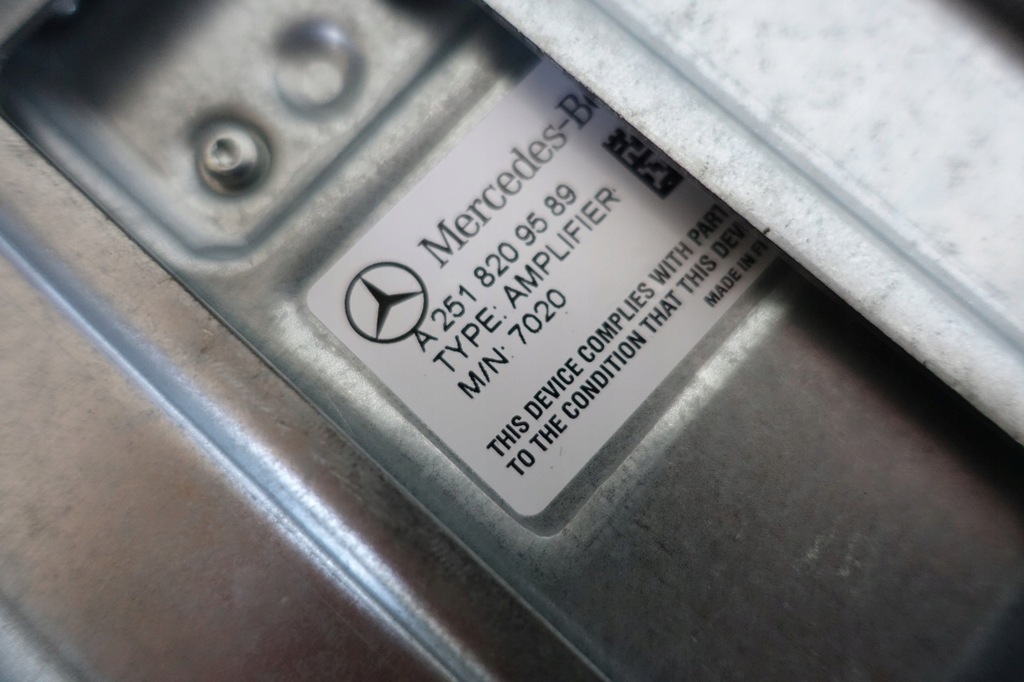 Mercedes-B
A 251 820 95 89
TYPE: AMPLIFIER
M/N: 7020
THIS DEVICE COMPLIES WITH PART
TO THE CONDITION THAT THIS DEV
MADE IN